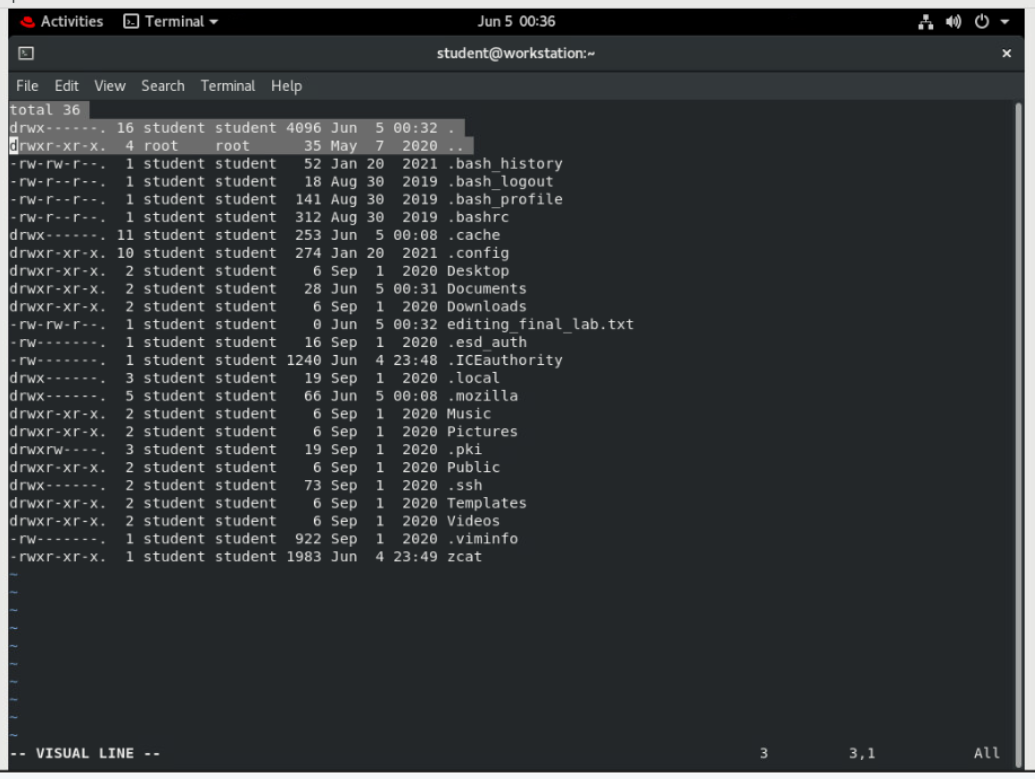 Activities Terminal Jun 5 00:36
student@workstation:~ ×
File Edit View Search Terminal Help
total 36
drwx------. 16 student student 4096 Jun  5 00:32 .
drwxr-xr-x.  4 root    root      35 May  7  2020 ..
-rw-rw-r--.  1 student student   52 Jan 20  2021 .bash_history
-rw-r--r--.  1 student student   18 Aug 30  2019 .bash_logout
-rw-r--r--.  1 student student  141 Aug 30  2019 .bash_profile
-rw-r--r--.  1 student student  312 Aug 30  2019 .bashrc
drwx------. 11 student student  253 Jun  5 00:08 .cache
drwxr-xr-x. 10 student student  274 Jan 20  2021 .config
drwxr-xr-x.  2 student student    6 Sep  1  2020 Desktop
drwxr-xr-x.  2 student student   28 Jun  5 00:31 Documents
drwxr-xr-x.  2 student student    6 Sep  1  2020 Downloads
-rw-rw-r--.  1 student student    0 Jun  5 00:32 editing_final_lab.txt
-rw-------.  1 student student   16 Sep  1  2020 .esd_auth
-rw-------.  1 student student 1240 Jun  4 23:48 .ICEauthority
drwx------.  3 student student   19 Sep  1  2020 .local
drwx------.  5 student student   66 Jun  5 00:08 .mozilla
drwxr-xr-x.  2 student student    6 Sep  1  2020 Music
drwxr-xr-x.  2 student student    6 Sep  1  2020 Pictures
drwxrw----.  3 student student   19 Sep  1  2020 .pki
drwxr-xr-x.  2 student student    6 Sep  1  2020 Public
drwx------.  2 student student   73 Sep  1  2020 .ssh
drwxr-xr-x.  2 student student    6 Sep  1  2020 Templates
drwxr-xr-x.  2 student student    6 Sep  1  2020 Videos
-rw-------.  1 student student  922 Sep  1  2020 .viminfo
-rwxr-xr-x.  1 student student 1983 Jun  4 23:49 zcat
~
~
~
~
~
~
~
~
~
~
-- VISUAL LINE -- 3 3,1 All